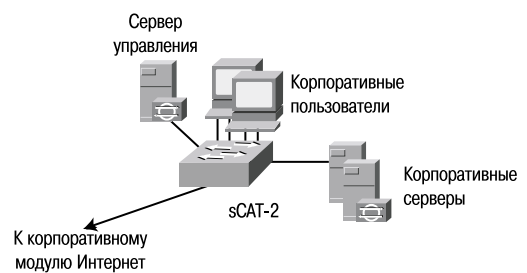 Сервер
управления
Корпоративные
пользователи
Корпоративные
серверы
sCAT-2
К корпоративному
модулю Интернет